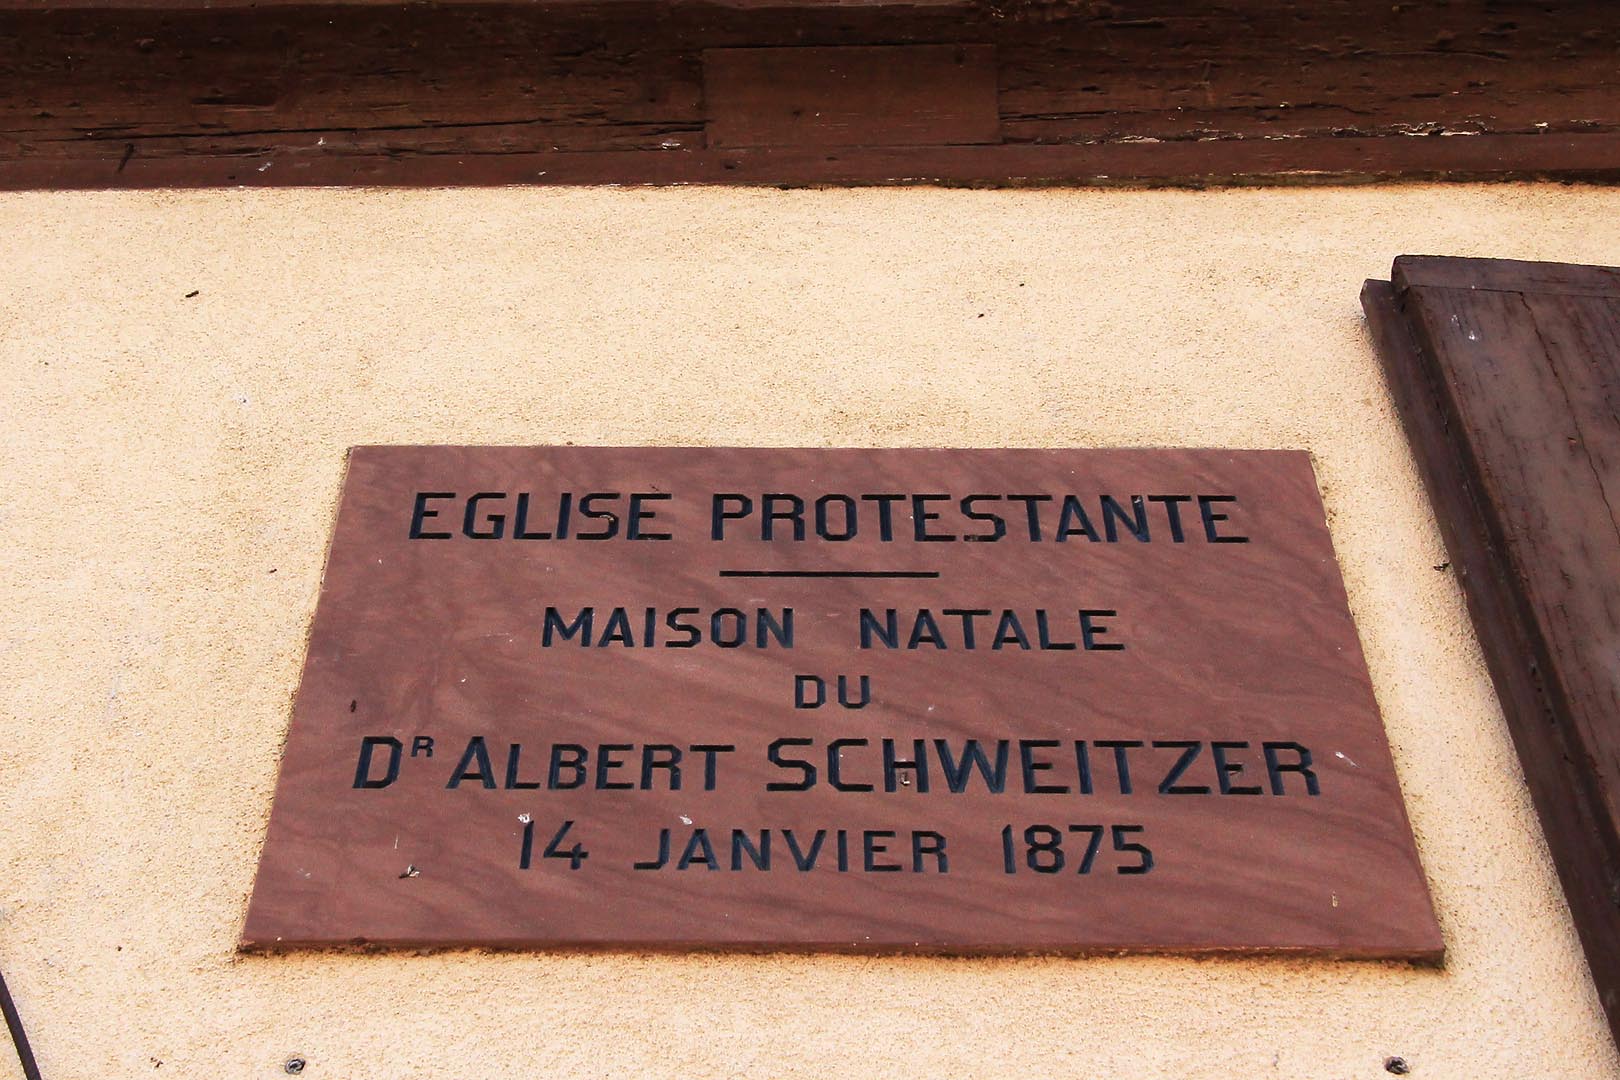 EGLISE PROTESTANTE
MAISON NATALE
DU
DR ALBERT SCHWEITZER
14 JANVIER 1875